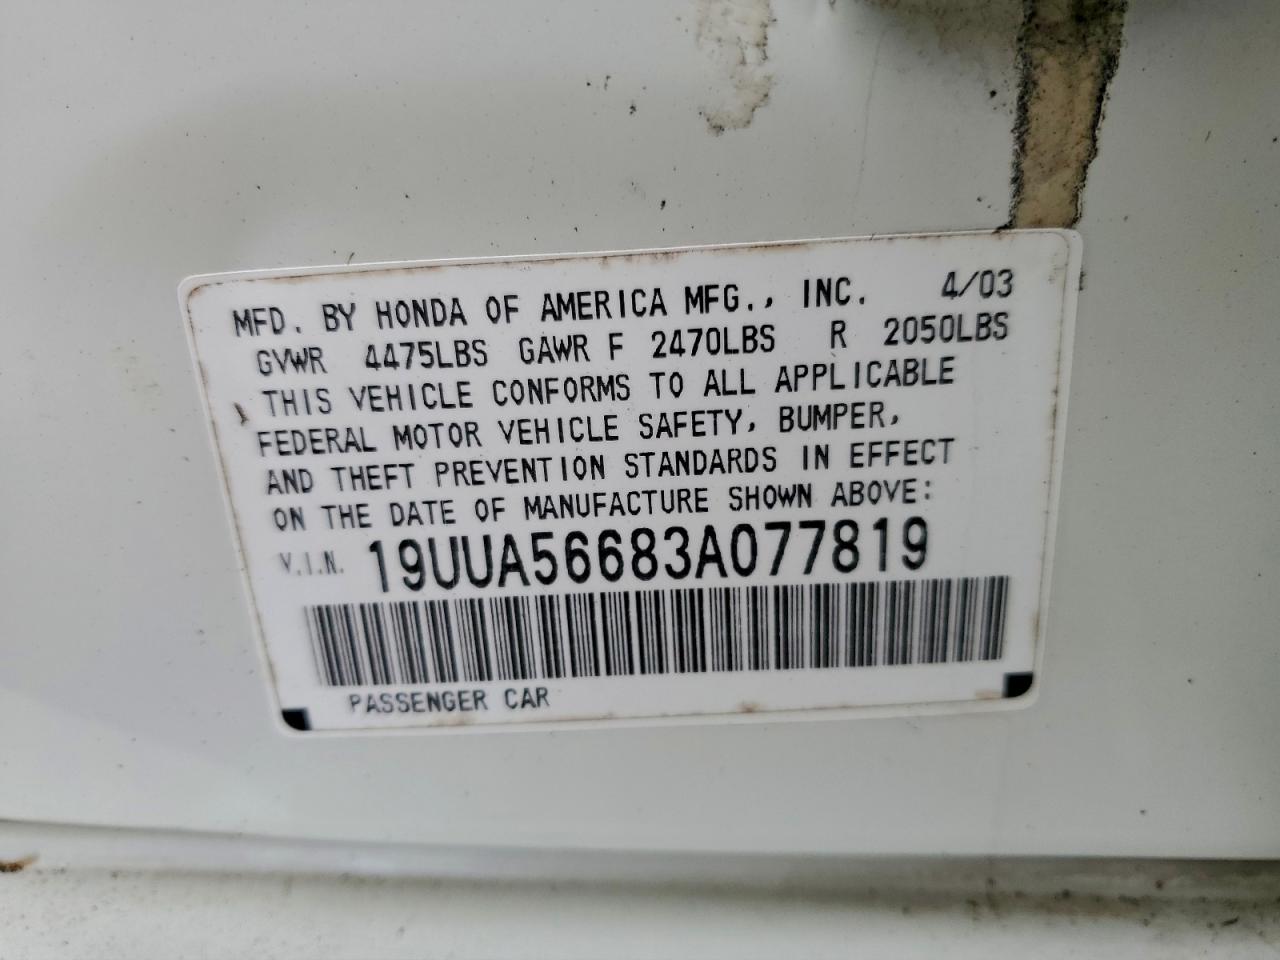 MFD. BY HONDA OF AMERICA MFG., INC. 4/03
GVWR 4475LBS GAWR F 2470LBS R 2050LBS
THIS VEHICLE CONFORMS TO ALL APPLICABLE
FEDERAL MOTOR VEHICLE SAFETY, BUMPER,
AND THEFT PREVENTION STANDARDS IN EFFECT
ON THE DATE OF MANUFACTURE SHOWN ABOVE:
V.I.N. 19UUA56683A077819
PASSENGER CAR